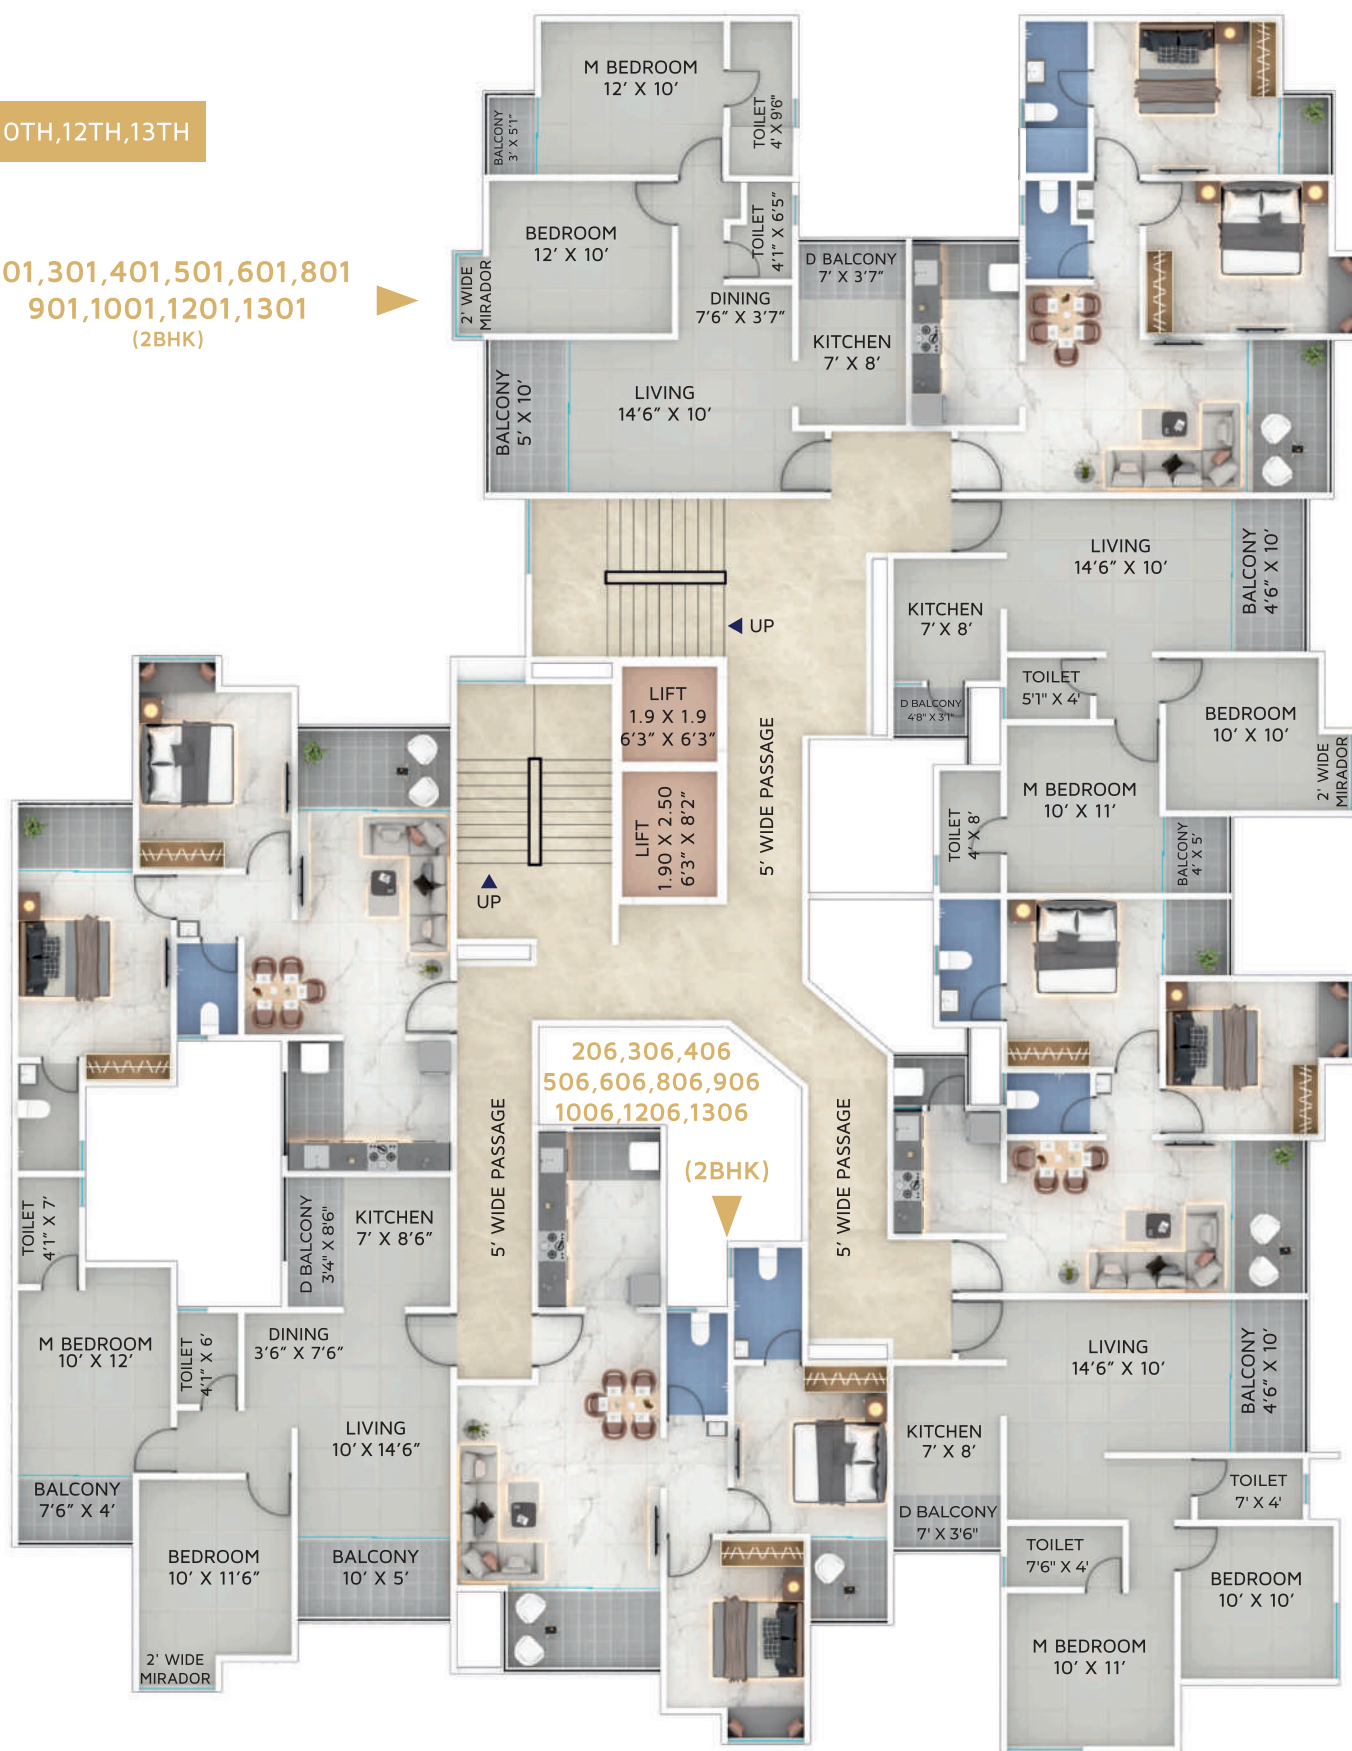 0TH,12TH,13TH
01,301,401,501,601,801
901,1001,1201,1301
(2BHK)
M BEDROOM
12' X 10'
TOILET
4' X 9'6"
BALCONY
3' X 5'1"
BEDROOM
12' X 10'
TOILET
4'1" X 6'5"
2' WIDE
MIRADOR
DINING
7'6" X 3'7"
D BALCONY
7' X 3'7"
KITCHEN
7' X 8'
LIVING
14'6" X 10'
BALCONY
5' X 10'
UP
LIFT
1.9 X 1.9
6'3" X 6'3"
LIFT
1.90 X 2.50
6'3" X 8'2"
UP
5' WIDE PASSAGE
LIVING
14'6" X 10'
BALCONY
4'6" X 10'
KITCHEN
7' X 8'
D BALCONY
4'8" X 3'1"
TOILET
5'1" X 4'
BEDROOM
10' X 10'
2' WIDE
MIRADOR
M BEDROOM
10' X 11'
TOILET
4' X 8'
BALCONY
4' X 5'
206,306,406
506,606,806,906
1006,1206,1306
(2BHK)
5' WIDE PASSAGE
5' WIDE PASSAGE
TOILET
4'1" X 7'
D BALCONY
3'4" X 8'6"
KITCHEN
7' X 8'6"
M BEDROOM
10' X 12'
TOILET
4'1" X 6'
DINING
3'6" X 7'6"
LIVING
10' X 14'6"
BALCONY
7'6" X 4'
BEDROOM
10' X 11'6"
BALCONY
10' X 5'
2' WIDE
MIRADOR
LIVING
14'6" X 10'
BALCONY
4'6" X 10'
KITCHEN
7' X 8'
D BALCONY
7' X 3'6"
TOILET
7' X 4'
TOILET
7'6" X 4'
BEDROOM
10' X 10'
M BEDROOM
10' X 11'